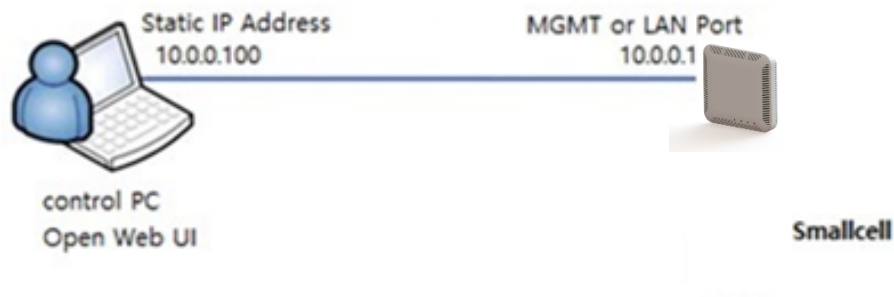 Static IP Address
10.0.0.100
MGMT or LAN Port
10.0.0.1
control PC
Open Web UI
Smallcell